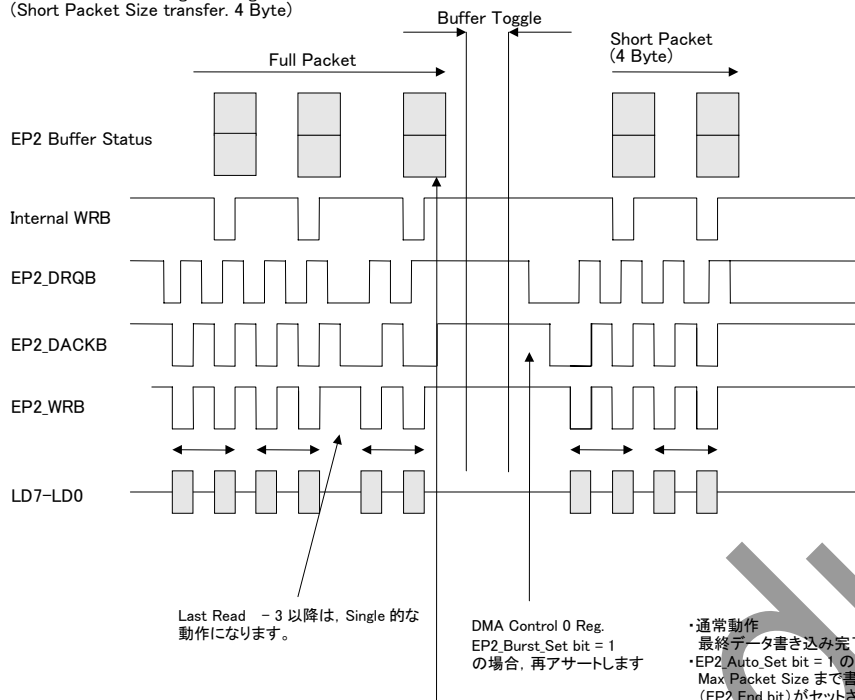 (Short Packet Size transfer. 4 Byte)
Buffer Toggle
Full Packet
Short Packet
(4 Byte)
EP2 Buffer Status
Internal WRB
EP2_DRQB
EP2_DACKB
EP2_WRB
LD7-LD0
Last Read －3 以降は, Single 的な
動作になります。
DMA Control 0 Reg.
EP2_Burst_Set bit = 1
の場合, 再アサートします
・通常動作
最終データ書き込み完
・EP2_Auto_Set bit = 1 の
Max Packet Size まで書
(EP2_End bit)がセット